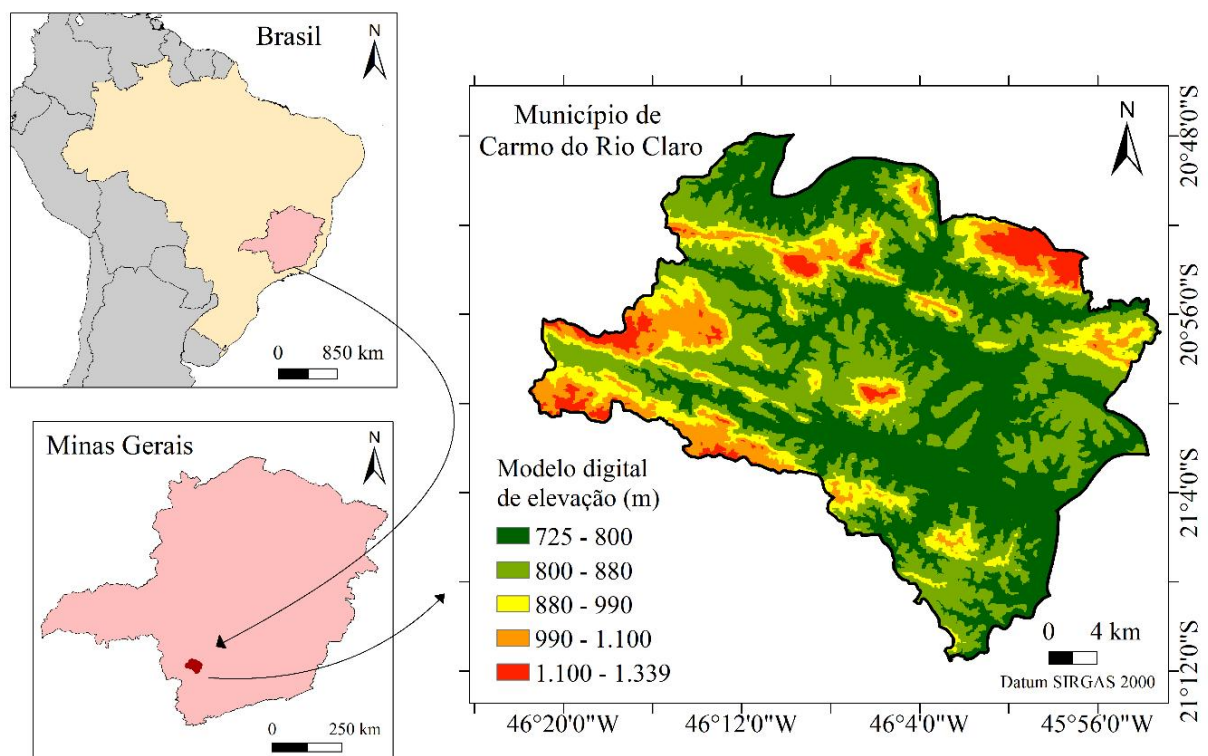 Brasil
N
0 850 km
Minas Gerais
N
0 250 km
Município de
Carmo do Rio Claro
N
Modelo digital
de elevação (m)
725 - 800
800 - 880
880 - 990
990 - 1.100
1.100 - 1.339
0 4 km
Datum SIRGAS 2000
20°48'0"S
20°56'0"S
21°4'0"S
21°12'0"S
46°20'0"W
46°12'0"W
46°4'0"W
45°56'0"W